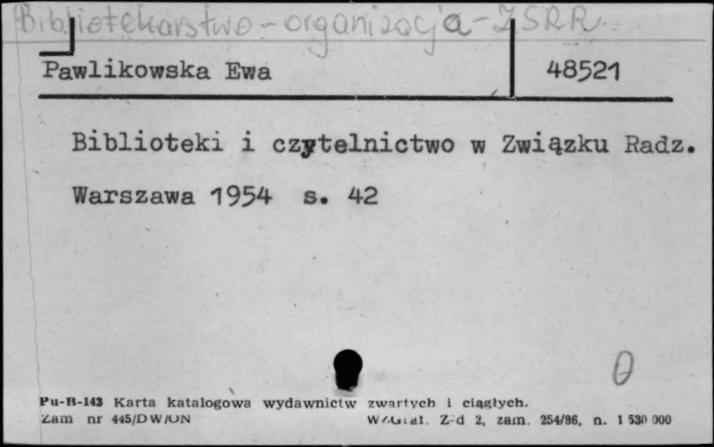 Bibliotekarstwo - organizacja - ZSRR
Pawlikowska Ewa 48521
Biblioteki i czytelnictwo w Związku Radz.
Warszawa 1954 s. 42
Pu-B-143 Karta katalogowa wydawnictw zwartych i ciągłych.
Zam nr 445/DW/ON Z-d 2, zam. 254/86, n. 1 530 000